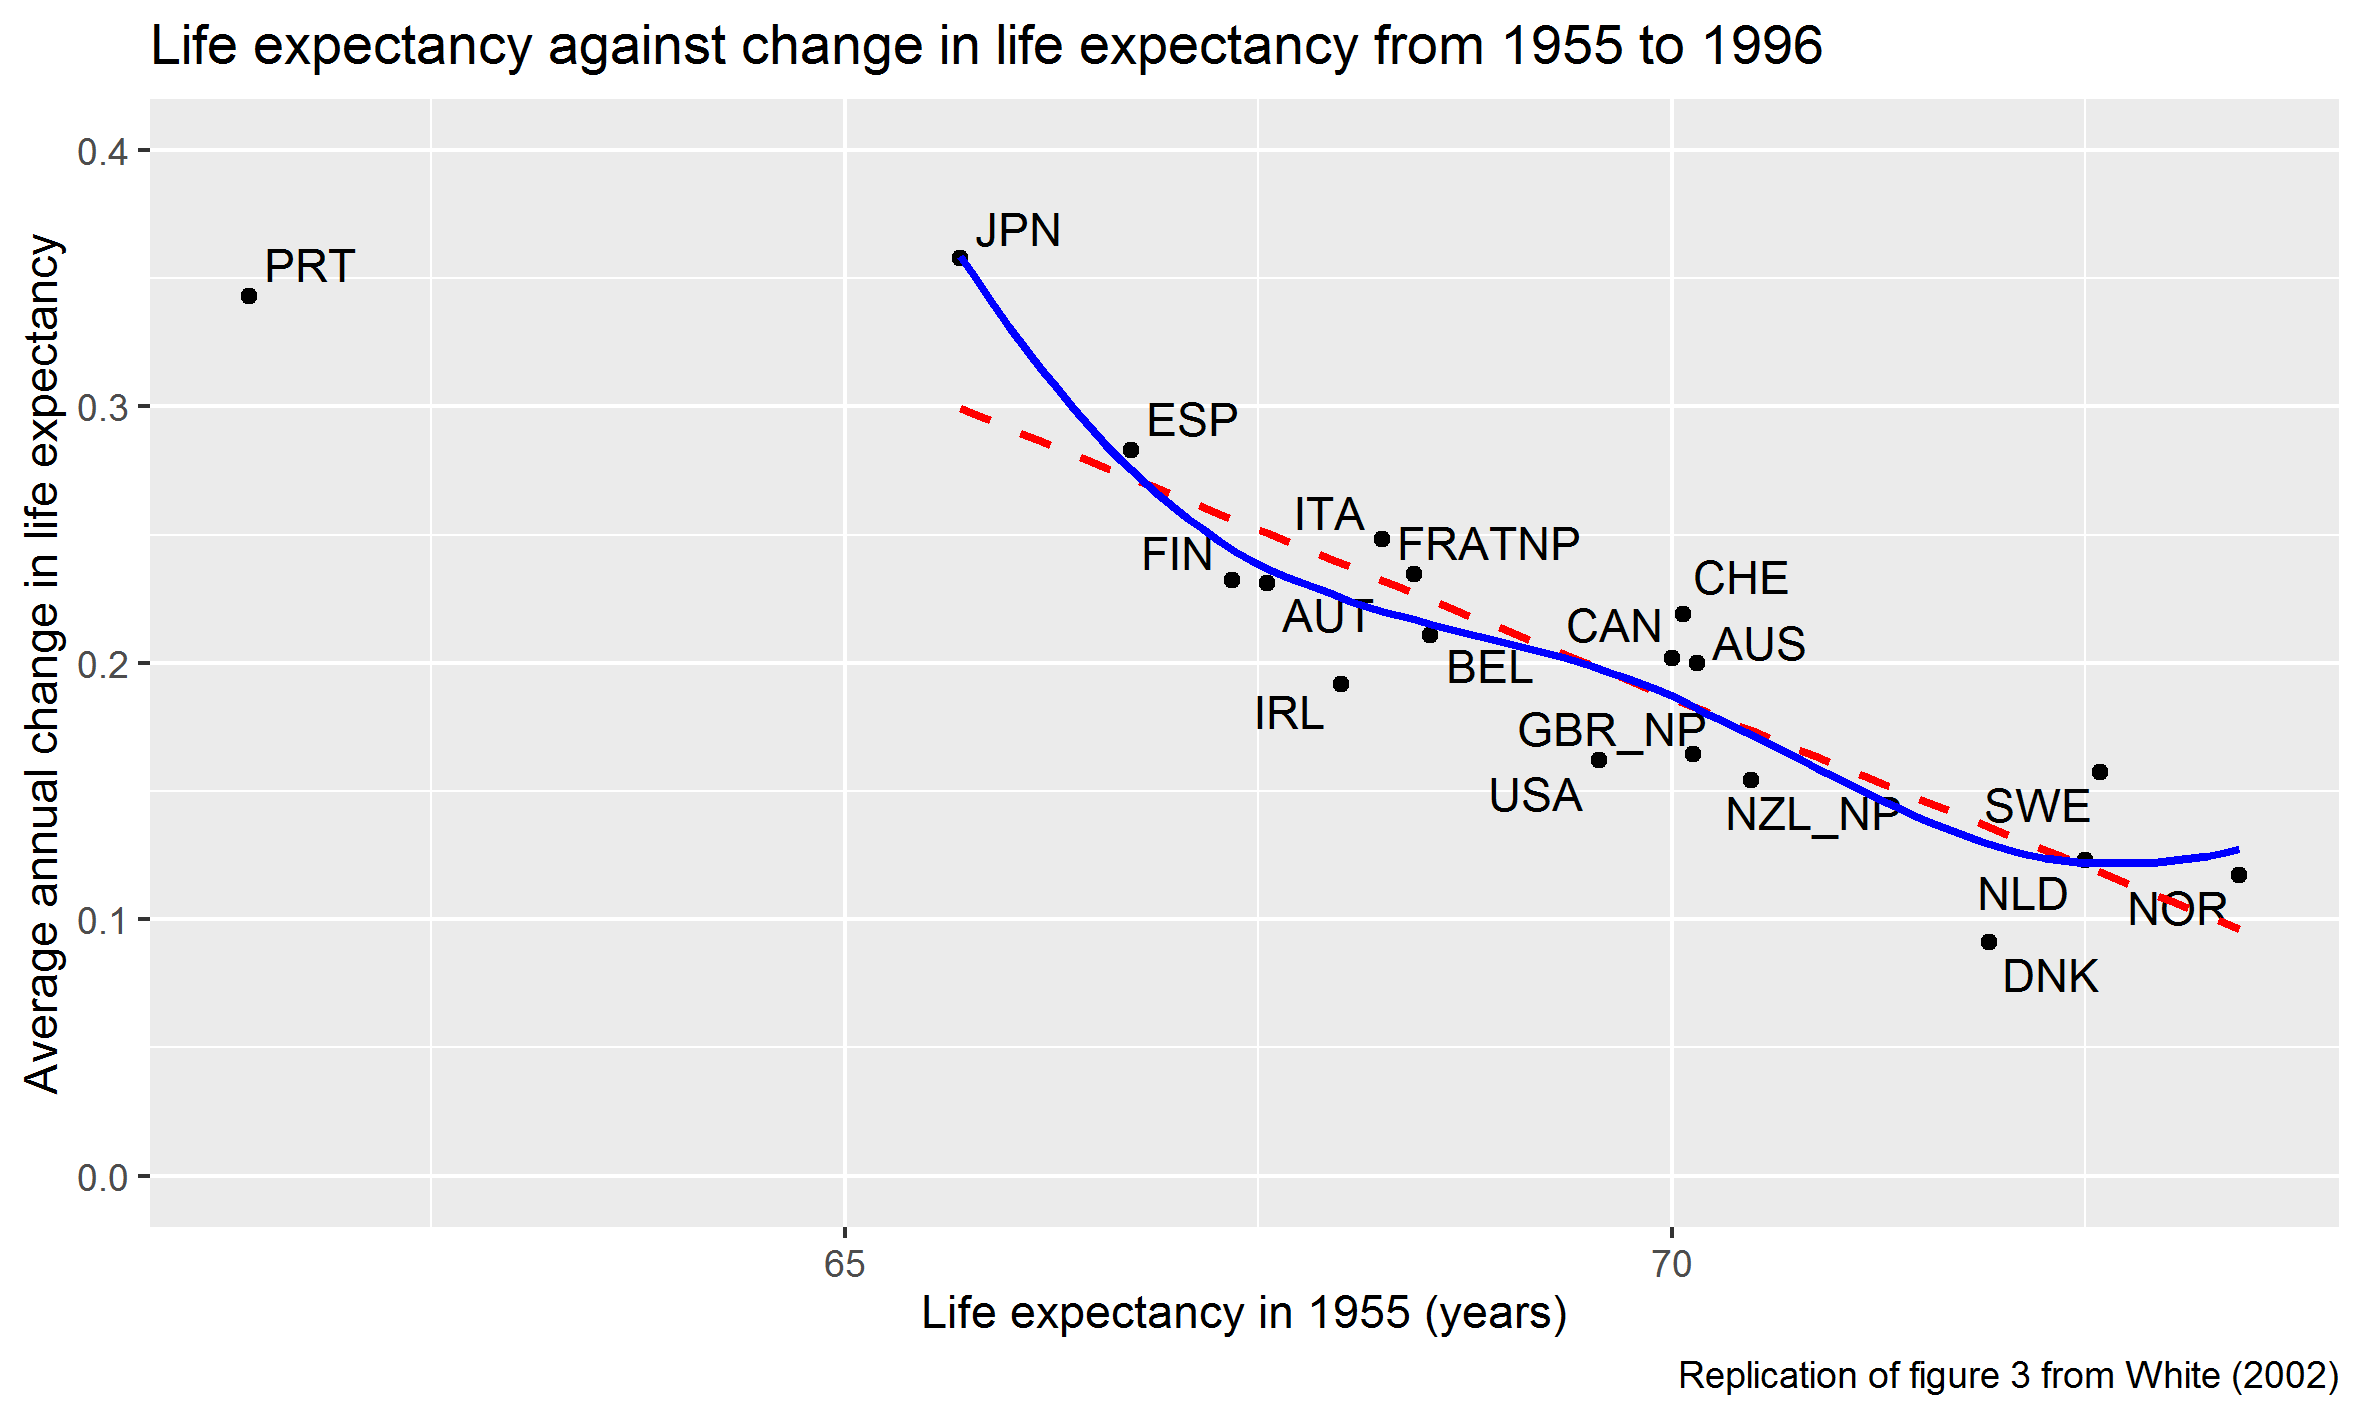 Life expectancy against change in life expectancy from 1955 to 1996
Average annual change in life expectancy
0.4
0.3
0.2
0.1
0.0
PRT
JPN
ESP
ITA
FRATNP
FIN
AUT
BEL
IRL
CHE
CAN
AUS
GBR_NP
USA
NZL_NP
SWE
NLD
NOR
DNK
65
70
Life expectancy in 1955 (years)
Replication of figure 3 from White (2002)